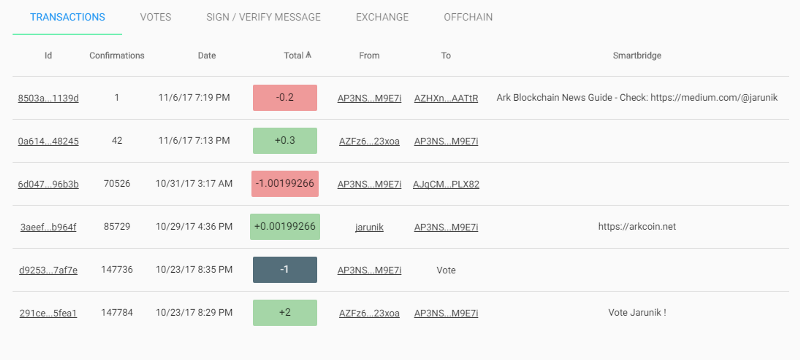 TRANSACTIONS VOTES SIGN / VERIFY MESSAGE EXCHANGE OFFCHAIN
Id Confirmations Date Total Ѧ From To Smartbridge
8503a...1139d 1 11/6/17 7:19 PM -0.2 AP3NS...M9E7i AZHXn...AATtR Ark Blockchain News Guide - Check: https://medium.com/@jarunik
0a614...48245 42 11/6/17 7:13 PM +0.3 AZFz6...23xoa AP3NS...M9E7i
6d047...96b3b 70526 10/31/17 3:17 AM -1.00199266 AP3NS...M9E7i AJqCM...PLX82
3aeef...b964f 85729 10/29/17 4:36 PM +0.00199266 jarunik AP3NS...M9E7i https://arkcoin.net
d9253...7af7e 147736 10/23/17 8:35 PM -1 AP3NS...M9E7i Vote
291ce...5fea1 147784 10/23/17 8:29 PM +2 AZFz6...23xoa AP3NS...M9E7i Vote Jarunik !